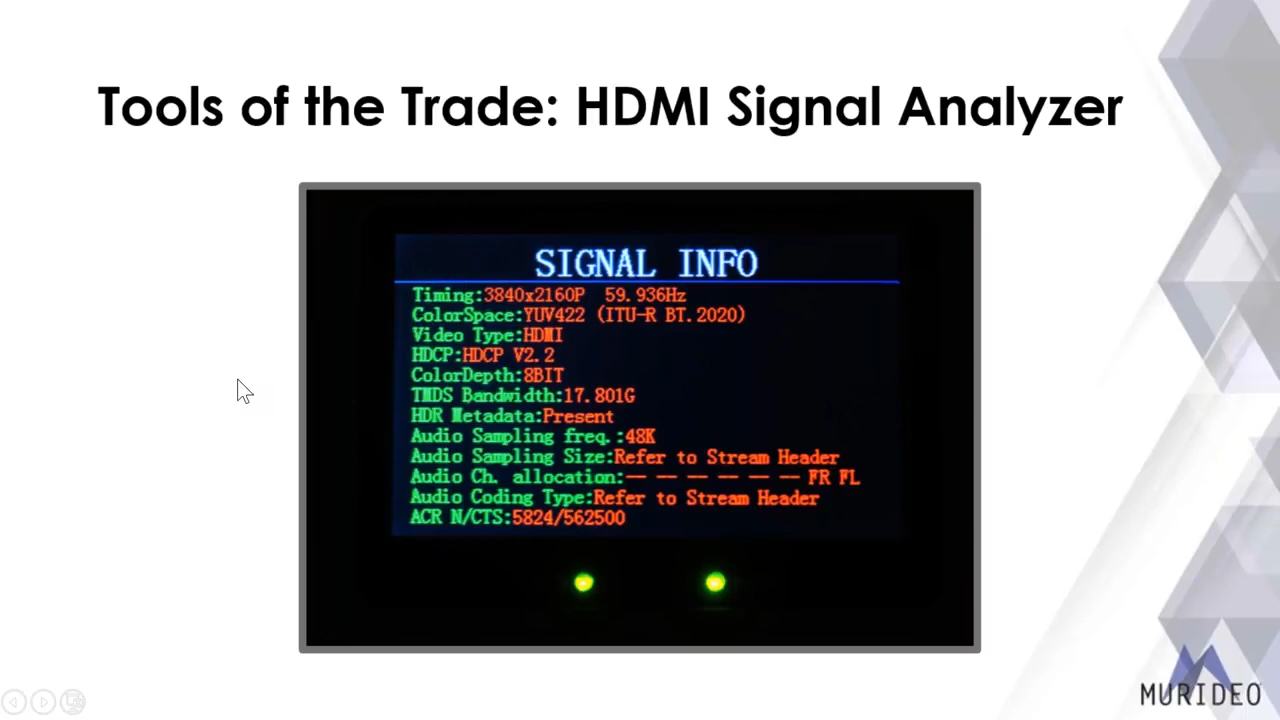 Tools of the Trade: HDMI Signal Analyzer
SIGNAL INFO
Timing:3840x2160P 59.936Hz
ColorSpace:YUV422 (ITU-R BT.2020)
Video Type:HDMI
HDCP:HDCP V2.2
ColorDepth:8BIT
TMDS Bandwidth:17.801G
HDR Metadata:Present
Audio Sampling freq.:48K
Audio Sampling Size:Refer to Stream Header
Audio Ch. allocation:-- -- -- -- -- -- FR FL
Audio Coding Type:Refer to Stream Header
ACR N/CTS:5824/562500
MURIDEO